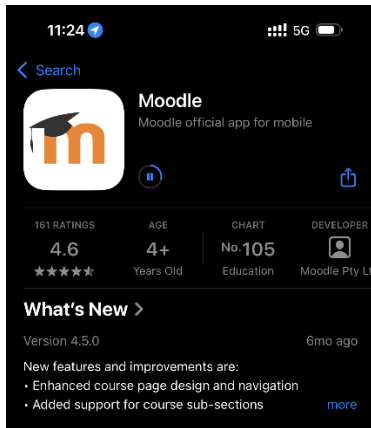 11:24
5G
Search
m
Moodle
Moodle official app for mobile
161 RATINGS
4.6
AGE
4+
Years Old
CHART
No.105
Education
DEVELOPER
Moodle Pty Lt
What's New
Version 4.5.0
6mo ago
New features and improvements are:
• Enhanced course page design and navigation
• Added support for course sub-sections
more